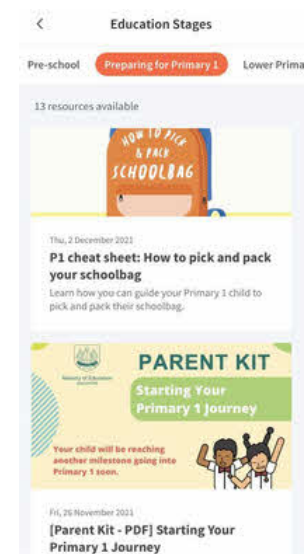 Education Stages
Pre-school
Preparing for Primary 1
Lower Prima
13 resources available
HOW TO PICK
& PACK
SCHOOLBAG
Thu, 2 December 2021
P1 cheat sheet: How to pick and pack
your schoolbag
Learn how you can guide your Primary 1 child to
pick and pack their schoolbag.
Ministry of Education
PARENT KIT
Starting Your
Primary 1 Journey
Your child will be reaching
another milestone going into
Primary 1 soon.
Fri, 26 November 2021
[Parent Kit - PDF] Starting Your
Primary 1 Journey